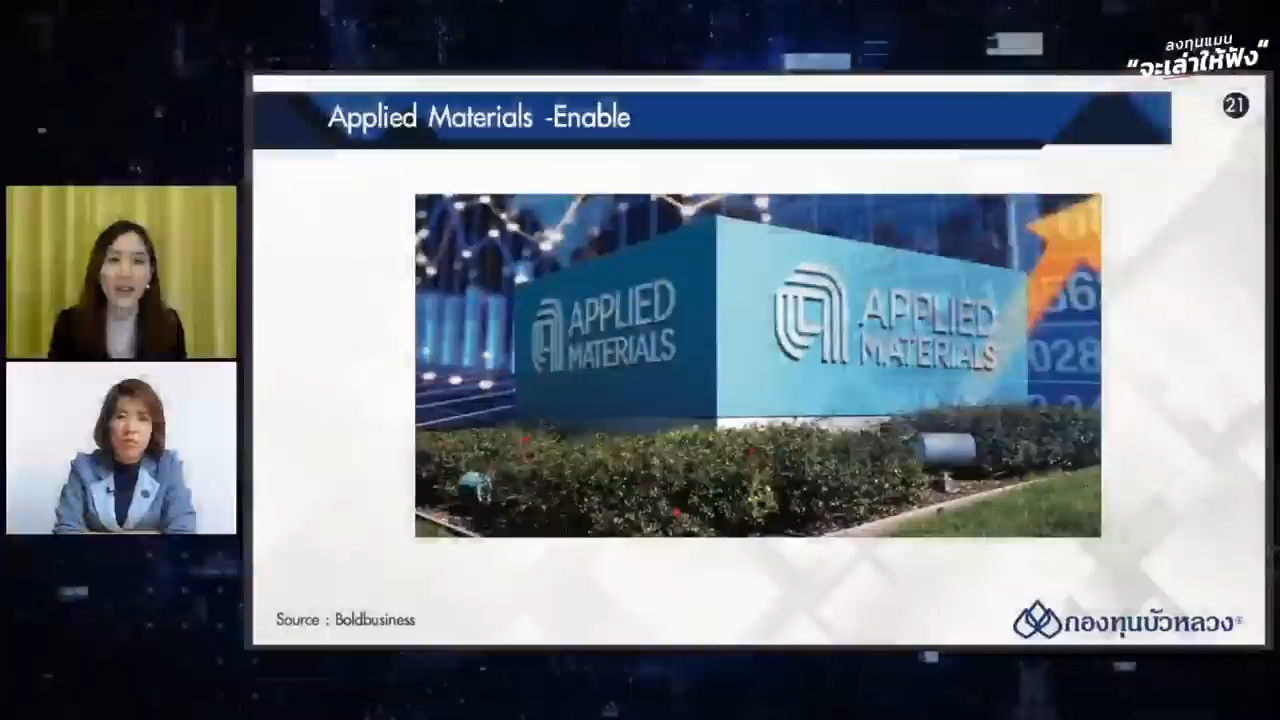 ลงทุนแมน
“จะเล่าให้ฟัง“
Applied Materials -Enable
21
APPLIED
MATERIALS
APPLIED
MATERIALS
028
Source : Boldbusiness
กองทุนบัวหลวง®